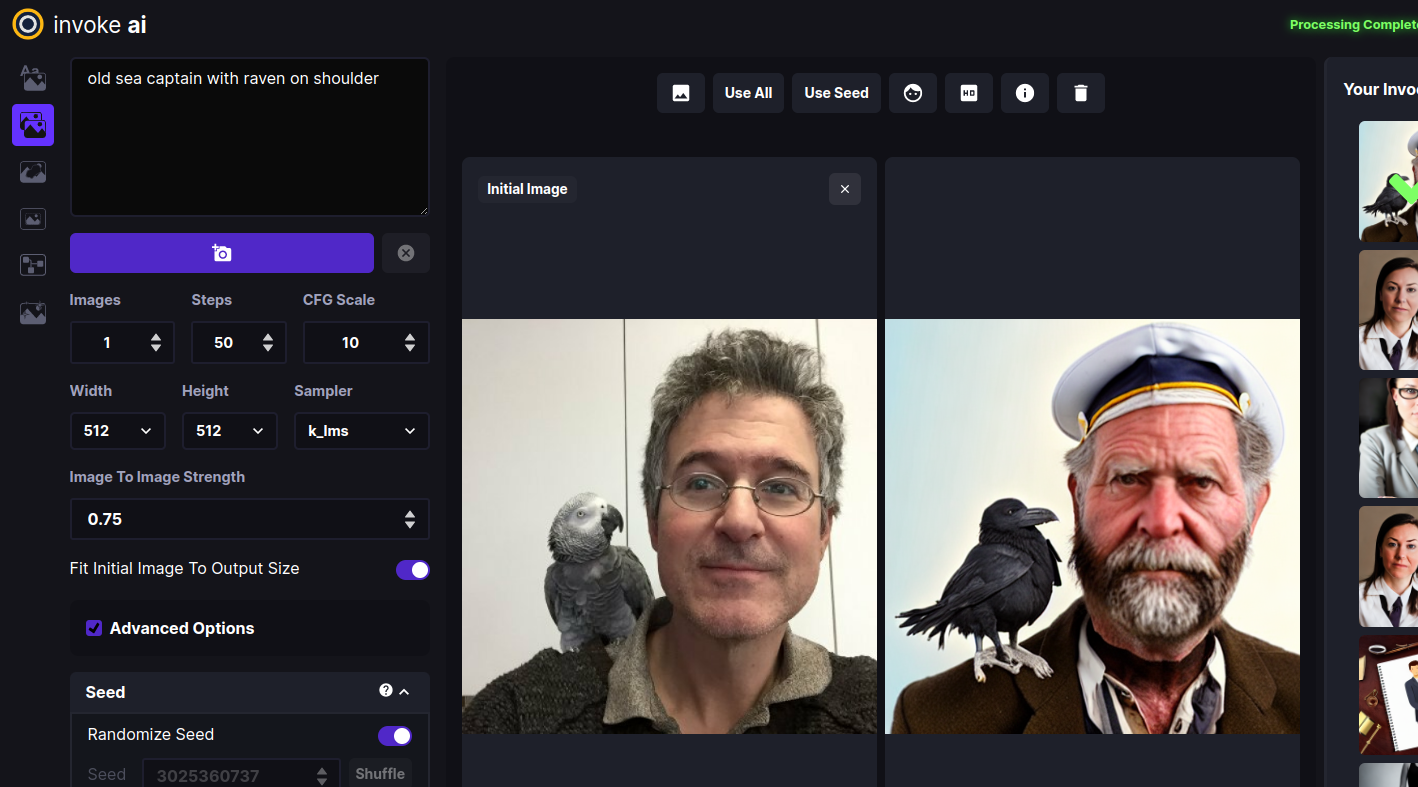 invoke ai
Processing Complete
old sea captain with raven on shoulder
Use All
Use Seed
HD
Your Invoc
Initial Image
Images
Steps
CFG Scale
1
50
10
Width
Height
Sampler
512
512
k_lms
Image To Image Strength
0.75
Fit Initial Image To Output Size
Advanced Options
Seed
Randomize Seed
Seed
3025360737
Shuffle